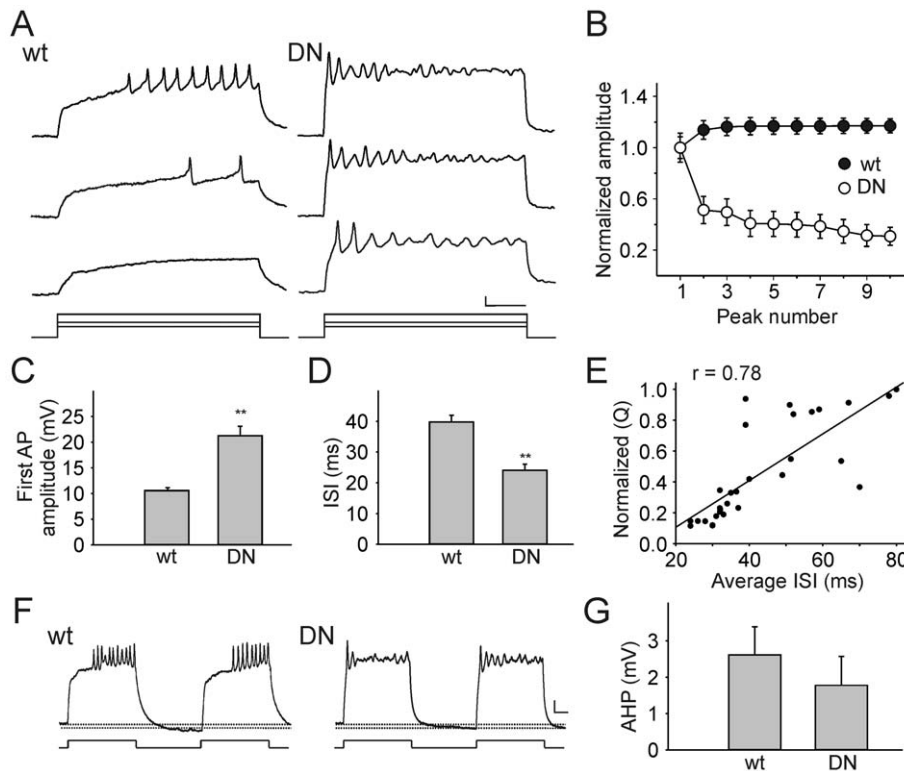 A
wt
DN
B
Normalized amplitude
1.4
1.0
0.6
0.2
wt
DN
1 3 5 7 9
Peak number
C
First AP
amplitude (mV)
25
20
15
10
5
0
**
wt DN
D
ISI (ms)
40
30
20
10
0
**
wt DN
E
r = 0.78
Normalized (Q)
1.0
0.8
0.6
0.4
0.2
0.0
20 40 60 80
Average ISI (ms)
F
wt
DN
G
AHP (mV)
3
2
1
0
wt DN